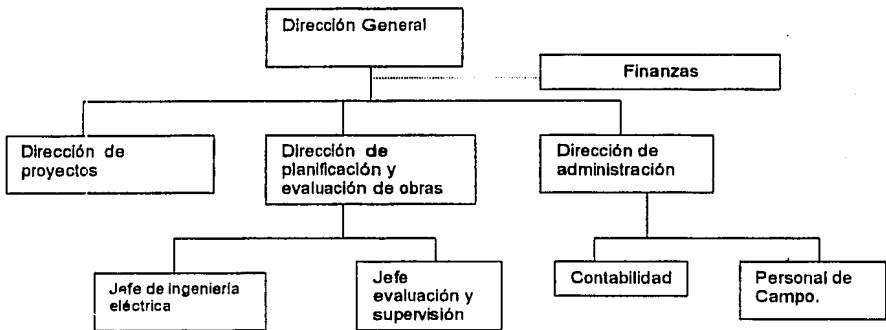 Dirección General
Finanzas
Dirección de
proyectos
Dirección de
planificación y
evaluación de obras
Dirección de
administración
Jefe de ingeniería
eléctrica
Jefe
evaluación y
supervisión
Contabilidad
Personal de
Campo.